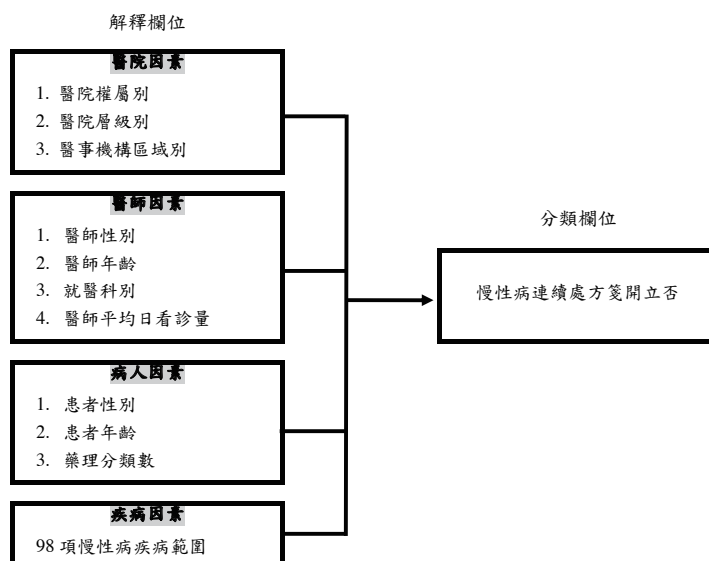 解釋欄位
醫院因素
1. 醫院權屬別
2. 醫院層級別
3. 醫事機構區域別
醫師因素
1. 醫師性別
2. 醫師年齡
3. 就醫科別
4. 醫師平均日看診量
病人因素
1. 患者性別
2. 患者年齡
3. 藥理分類數
疾病因素
98 項慢性病疾病範圍
分類欄位
慢性病連續處方箋開立否